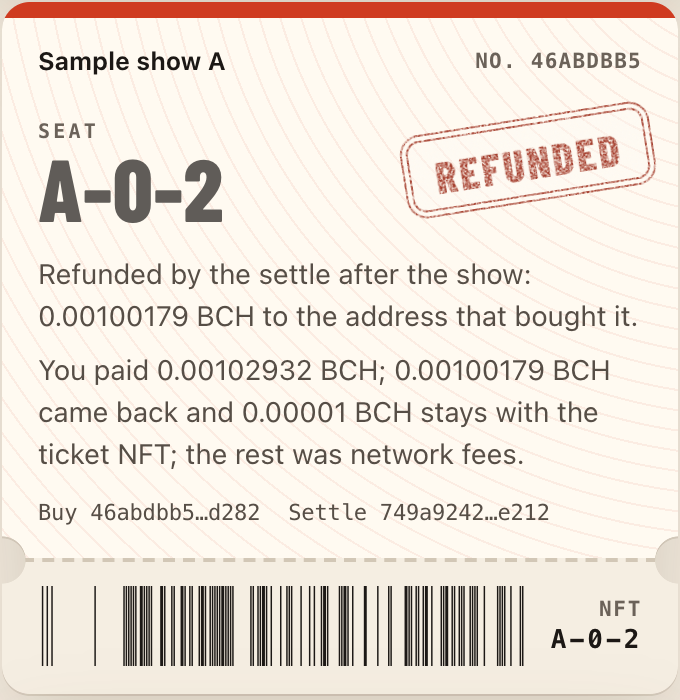 Sample show A
NO. 46ABDBB5
SEAT
A-0-2
REFUNDED
Refunded by the settle after the show:
0.00100179 BCH to the address that bought it.
You paid 0.00102932 BCH; 0.00100179 BCH
came back and 0.00001 BCH stays with the
ticket NFT; the rest was network fees.
Buy 46abdbb5…d282 Settle 749a9242…e212
NFT
A-0-2